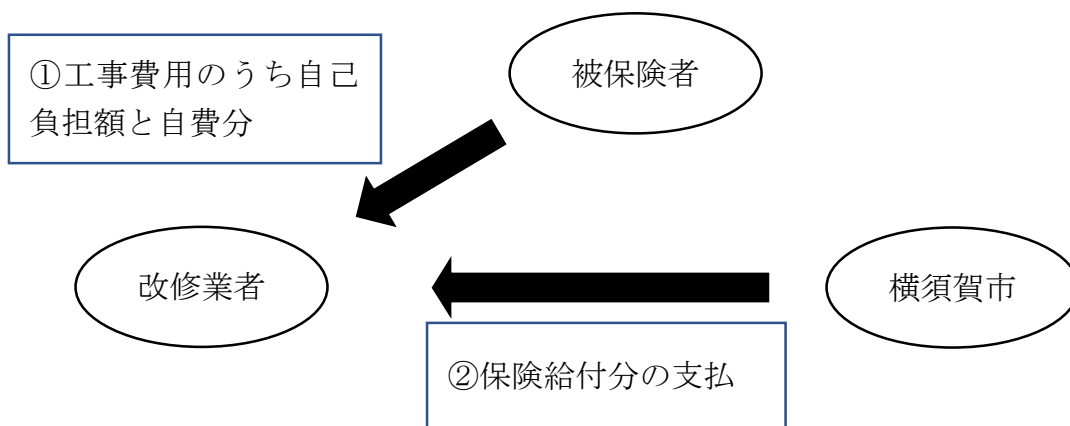 ①工事費用のうち自己
負担額と自費分
被保険者
改修業者
横須賀市
②保険給付分の支払